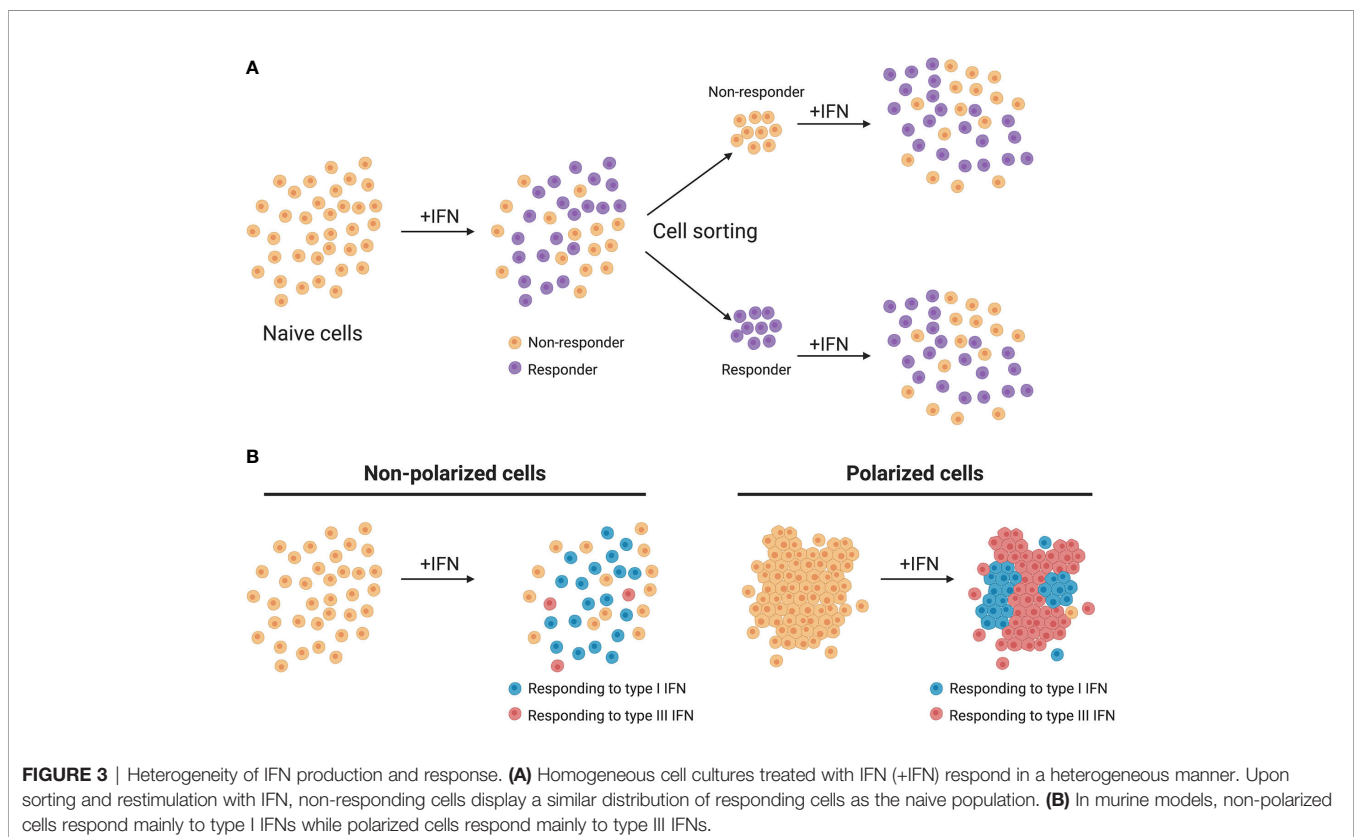 A
Non-responder
+IFN
+IFN
Cell sorting
Naive cells
Non-responder
Responder
Responder
+IFN
B
Non-polarized cells
Polarized cells
+IFN
+IFN
Responding to type I IFN
Responding to type III IFN
Responding to type I IFN
Responding to type III IFN
FIGURE 3 | Heterogeneity of IFN production and response. (A) Homogeneous cell cultures treated with IFN (+IFN) respond in a heterogeneous manner. Upon
sorting and restimulation with IFN, non-responding cells display a similar distribution of responding cells as the naive population. (B) In murine models, non-polarized
cells respond mainly to type I IFNs while polarized cells respond mainly to type III IFNs.